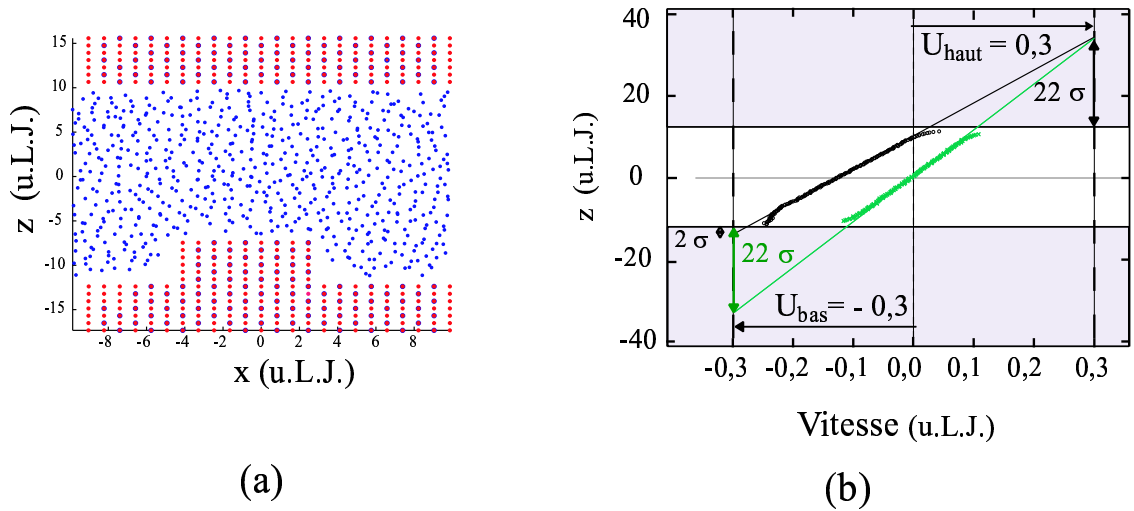 15
10
5
0
-5
-10
-15
z (u.L.J.)
-8 -6 -4 -2 0 2 4 6 8
x (u.L.J.)
(a)
40
20
0
-20
-40
z (u.L.J.)
U haut = 0,3
22 σ
2 σ
22 σ
U bas = - 0,3
-0,3 -0,2 -0,1 0,0 0,1 0,2 0,3
Vitesse (u.L.J.)
(b)